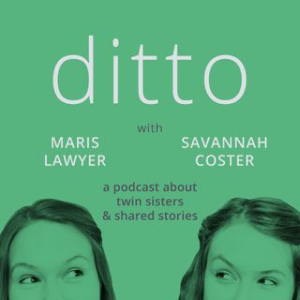 ditto
with
MARIS SAVANNAH
LAWYER COSTER
a podcast about
twin sisters
& shared stories